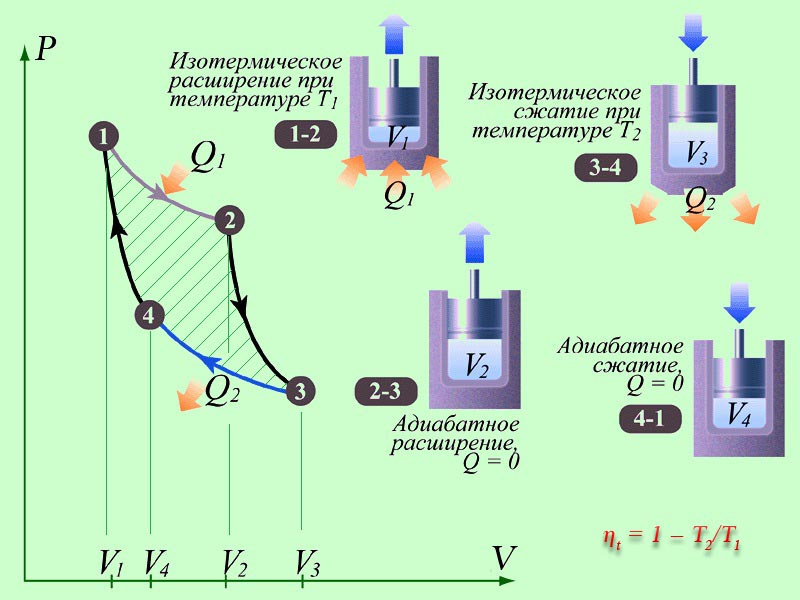 P
Изотермическое
расширение при
температуре T1
1-2
V1
Q1
Изотермическое
сжатие при
температуре T2
3-4
V3
Q2
1
Q1
2
4
Q2
3
2-3
V2
Адиабатное
расширение,
Q = 0
Адиабатное
сжатие,
Q = 0
4-1
V4
ηt = 1 – T2/T1
V1 V4 V2 V3 V